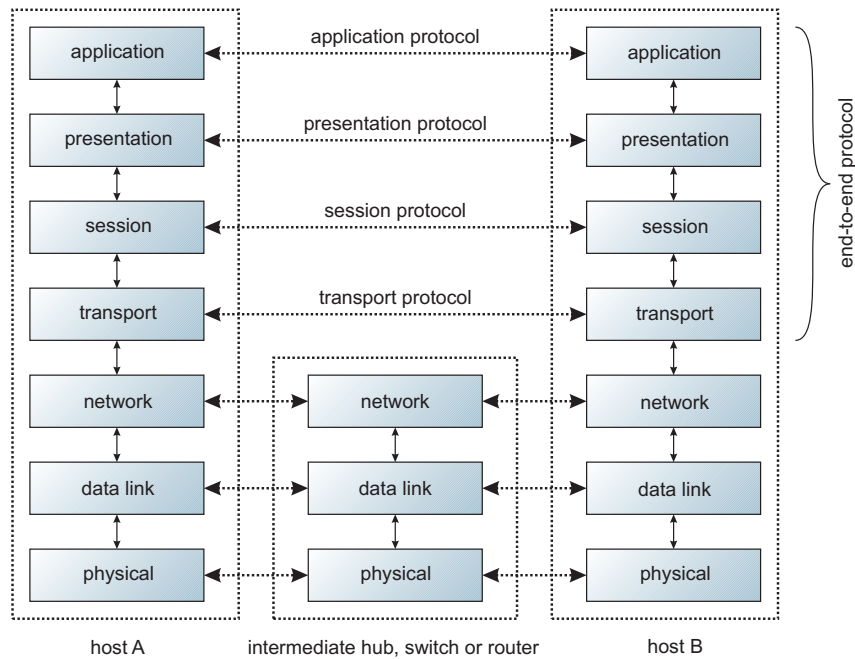 application
application protocol
application
presentation
presentation protocol
presentation
session
session protocol
session
transport
transport protocol
transport
end-to-end protocol
network
network
network
data link
data link
data link
physical
physical
physical
host A
intermediate hub, switch or router
host B